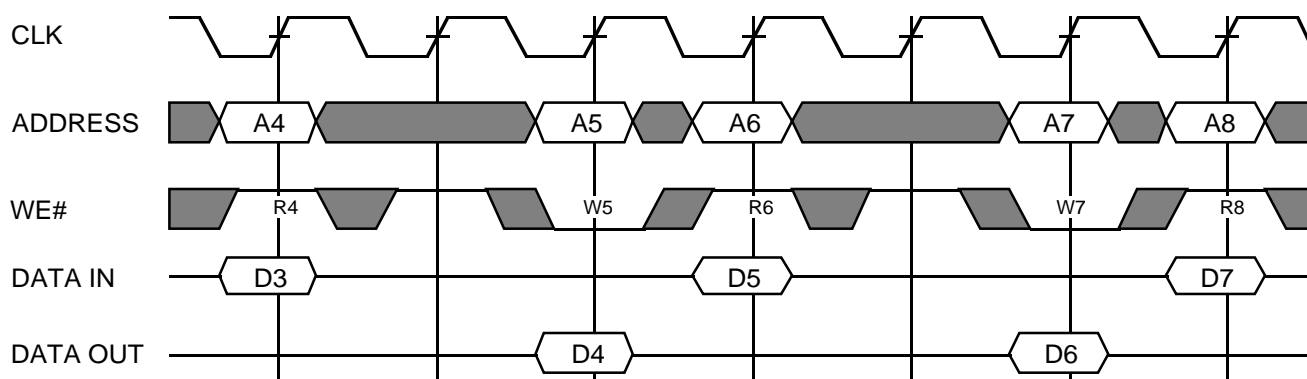 CLK
ADDRESS A4 A5 A6 A7 A8
WE# R4 W5 R6 W7 R8
DATA IN D3 D5 D7
DATA OUT D4 D6